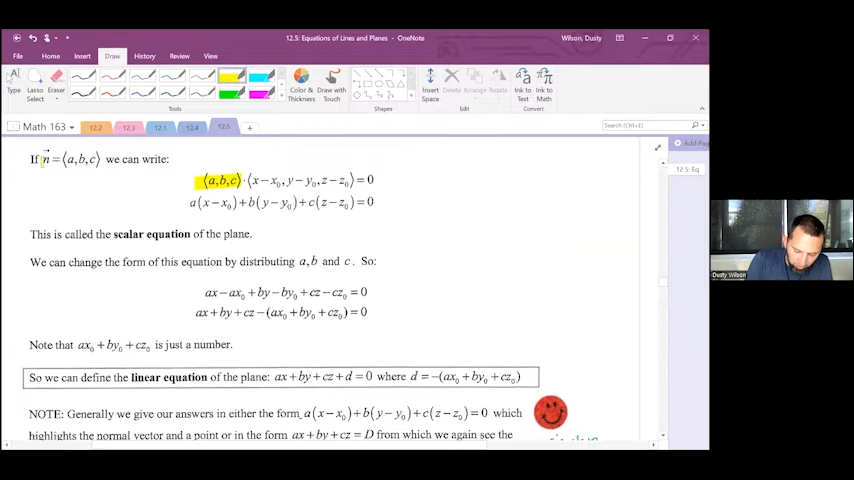 12.5: Equations of Lines and Planes - OneNote
Wilson, Dusty
File Home Insert Draw History Review View
Type
Lasso Select
Eraser
Color & Thickness
Draw with Touch
Insert Space
Delete
Arrange
Rotate
Ink to Text
Ink to Math
Tools
Shapes
Edit
Convert
Math 163
12.2 12.3 12.1 12.4 12.5 +
Search (Ctrl+E)
Add Pag
12.5: Eq
If n⃗ = ⟨a,b,c⟩ we can write:
⟨a,b,c⟩·⟨x−x₀, y−y₀, z−z₀⟩=0
a(x−x₀)+b(y−y₀)+c(z−z₀)=0
This is called the scalar equation of the plane.
We can change the form of this equation by distributing a,b and c. So:
ax−ax₀+by−by₀+cz−cz₀=0
ax+by+cz−(ax₀+by₀+cz₀)=0
Note that ax₀+by₀+cz₀ is just a number.
So we can define the linear equation of the plane: ax+by+cz+d=0 where d=−(ax₀+by₀+cz₀)
NOTE: Generally we give our answers in either the form a(x−x₀)+b(y−y₀)+c(z−z₀)=0 which
highlights the normal vector and a point or in the form ax+by+cz=D from which we again see the
Dusty Wilson